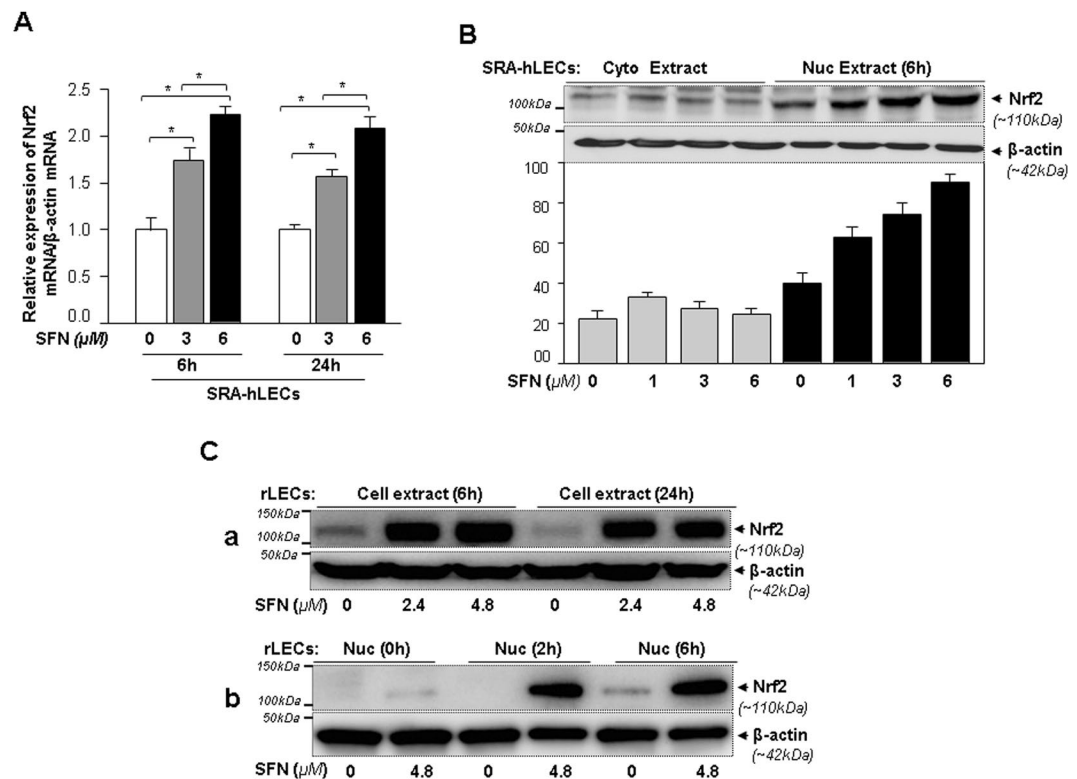 A
Relative expression of Nrf2
mRNA/β-actin mRNA
2.5
2.0
1.5
1.0
0.5
0.0
* * * * * *
SFN (µM) 0 3 6 0 3 6
6h 24h
SRA-hLECs
B
SRA-hLECs: Cyto Extract Nuc Extract (6h)
100kDa Nrf2
(~110kDa)
50kDa β-actin
(~42kDa)
100
80
60
40
20
00
SFN (µM) 0 1 3 6 0 1 3 6
C
rLECs: Cell extract (6h) Cell extract (24h)
a
150kDa
100kDa Nrf2
(~110kDa)
50kDa β-actin
(~42kDa)
SFN (µM) 0 2.4 4.8 0 2.4 4.8
rLECs: Nuc (0h) Nuc (2h) Nuc (6h)
b
150kDa
100kDa Nrf2
(~110kDa)
50kDa β-actin
(~42kDa)
SFN (µM) 0 4.8 0 4.8 0 4.8